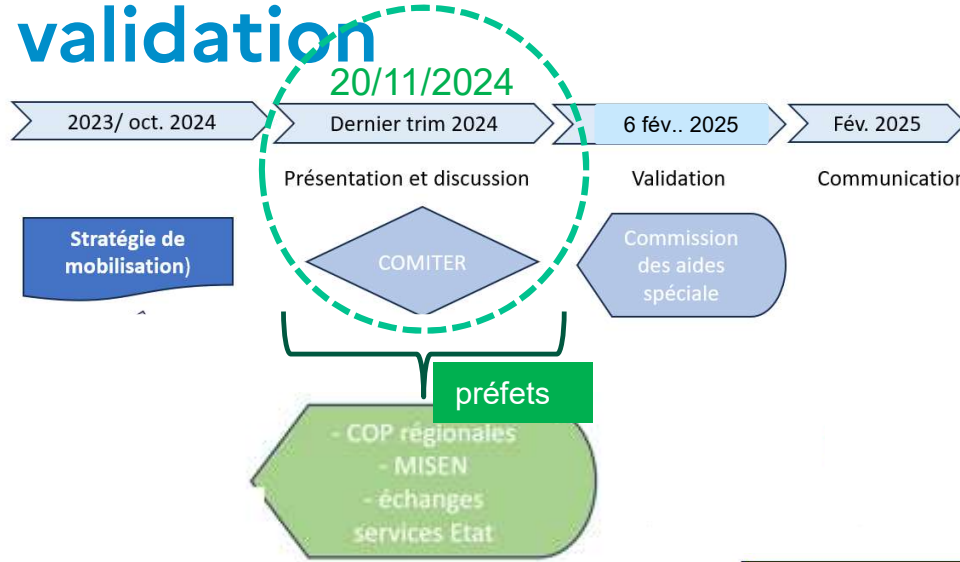 validation
20/11/2024
2023/ oct. 2024
Dernier trim 2024
6 fév.. 2025
Fév. 2025
Présentation et discussion
Validation
Communication
Stratégie de
mobilisation)
COMITER
Commission
des aides
spéciale
préfets
- COP régionales
- MISEN
- échanges
services Etat